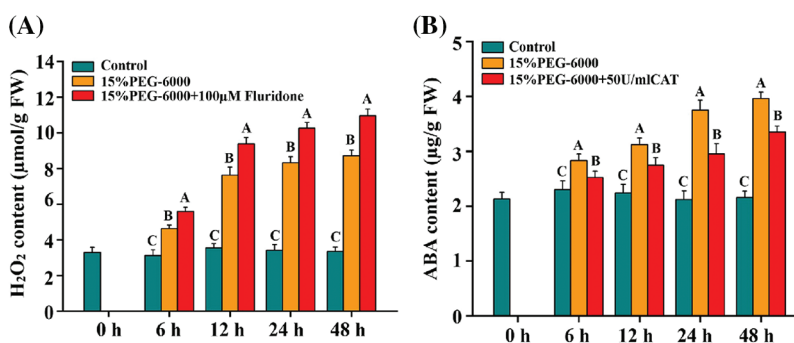 (A)
Control
15%PEG-6000
15%PEG-6000+100μM Fluridone
H₂O₂ content (μmol/g FW)
14
12
10
8
6
4
2
0
C B A
C B A
C B A
C B A
0 h 6 h 12 h 24 h 48 h
(B)
Control
15%PEG-6000
15%PEG-6000+50U/mlCAT
ABA content (μg/g FW)
5
4
3
2
1
0
C A B
C A B
C A B
C A B
0 h 6 h 12 h 24 h 48 h